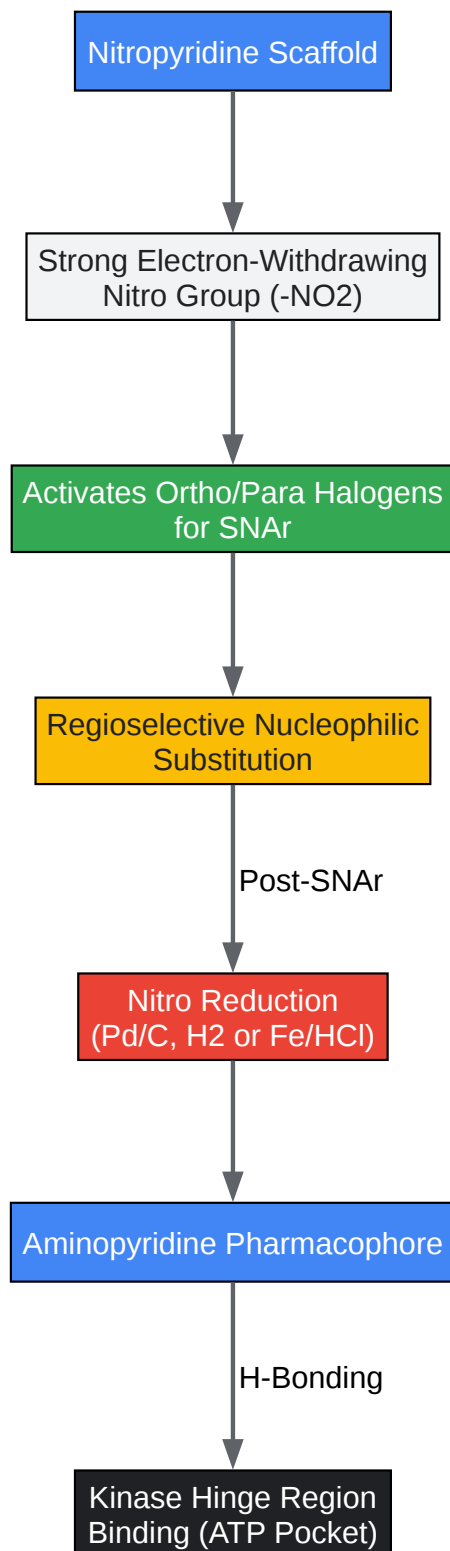 Nitropyridine Scaffold
Strong Electron-Withdrawing
Nitro Group (-NO2)
Activates Ortho/Para Halogens
for SNAr
Regioselective Nucleophilic
Substitution
Post-SNAr
Nitro Reduction
(Pd/C, H2 or Fe/HCl)
Aminopyridine Pharmacophore
H-Bonding
Kinase Hinge Region
Binding (ATP Pocket)